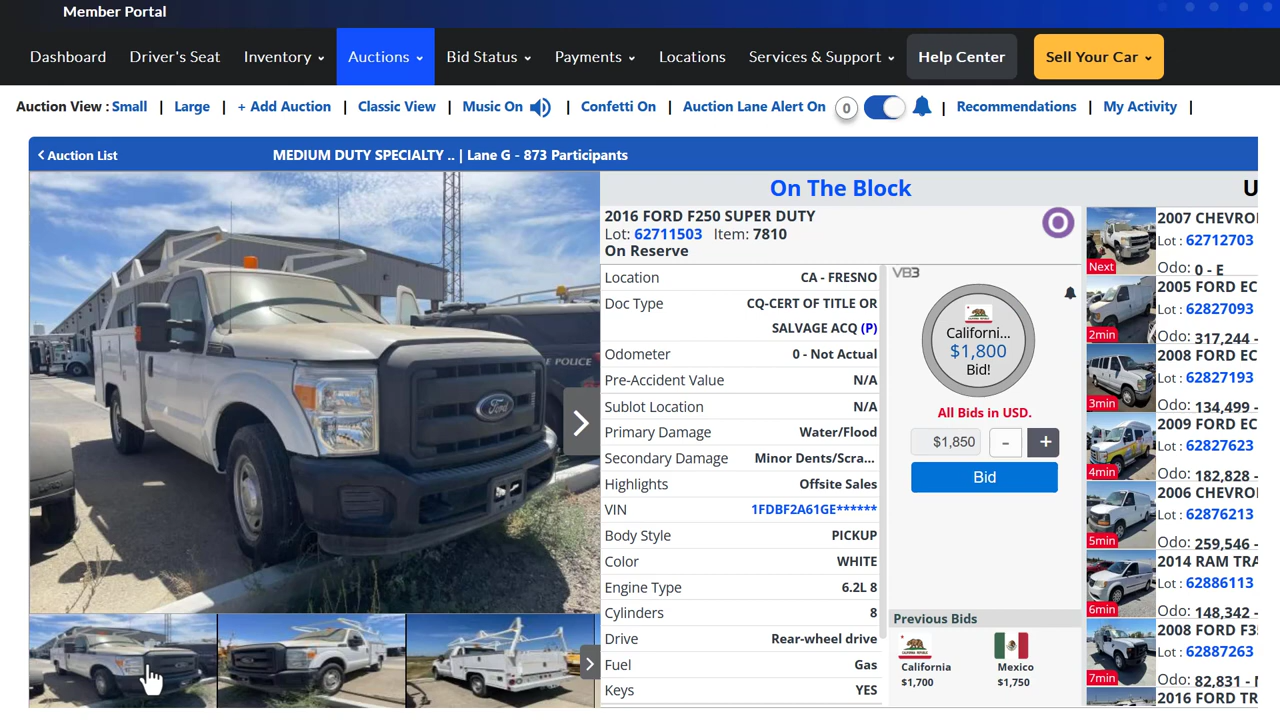 Member Portal
Dashboard Driver's Seat Inventory Auctions Bid Status Payments Locations Services & Support Help Center Sell Your Car
Auction View : Small | Large | + Add Auction | Classic View | Music On | Confetti On | Auction Lane Alert On 0 | Recommendations | My Activity |
Auction List MEDIUM DUTY SPECIALTY .. | Lane G - 873 Participants
On The Block
2016 FORD F250 SUPER DUTY
Lot: 62711503 Item: 7810
On Reserve
Location CA - FRESNO
Doc Type CQ-CERT OF TITLE OR
SALVAGE ACQ (P)
Odometer 0 - Not Actual
Pre-Accident Value N/A
Sublot Location N/A
Primary Damage Water/Flood
Secondary Damage Minor Dents/Scra...
Highlights Offsite Sales
VIN 1FDBF2A61GE******
Body Style PICKUP
Color WHITE
Engine Type 6.2L 8
Cylinders 8
Drive Rear-wheel drive
Fuel Gas
Keys YES
VB3
Californi...
$1,800
Bid!
All Bids in USD.
$1,850 - +
Bid
Previous Bids
California Mexico
$1,700 $1,750
2007 CHEVRO
Lot : 62712703
Next Odo: 0 - E
2005 FORD EC
Lot : 62827093
2min Odo: 317,244 -
2008 FORD EC
Lot : 62827193
3min Odo: 134,499 -
2009 FORD EC
Lot : 62827623
4min Odo: 182,828 -
2006 CHEVRO
Lot : 62876213
5min Odo: 259,546 -
2014 RAM TRA
Lot : 62886113
6min Odo: 148,342 -
2008 FORD F3
Lot : 62887263
7min Odo: 82,831 -
2016 FORD TR
Ford
POLICE